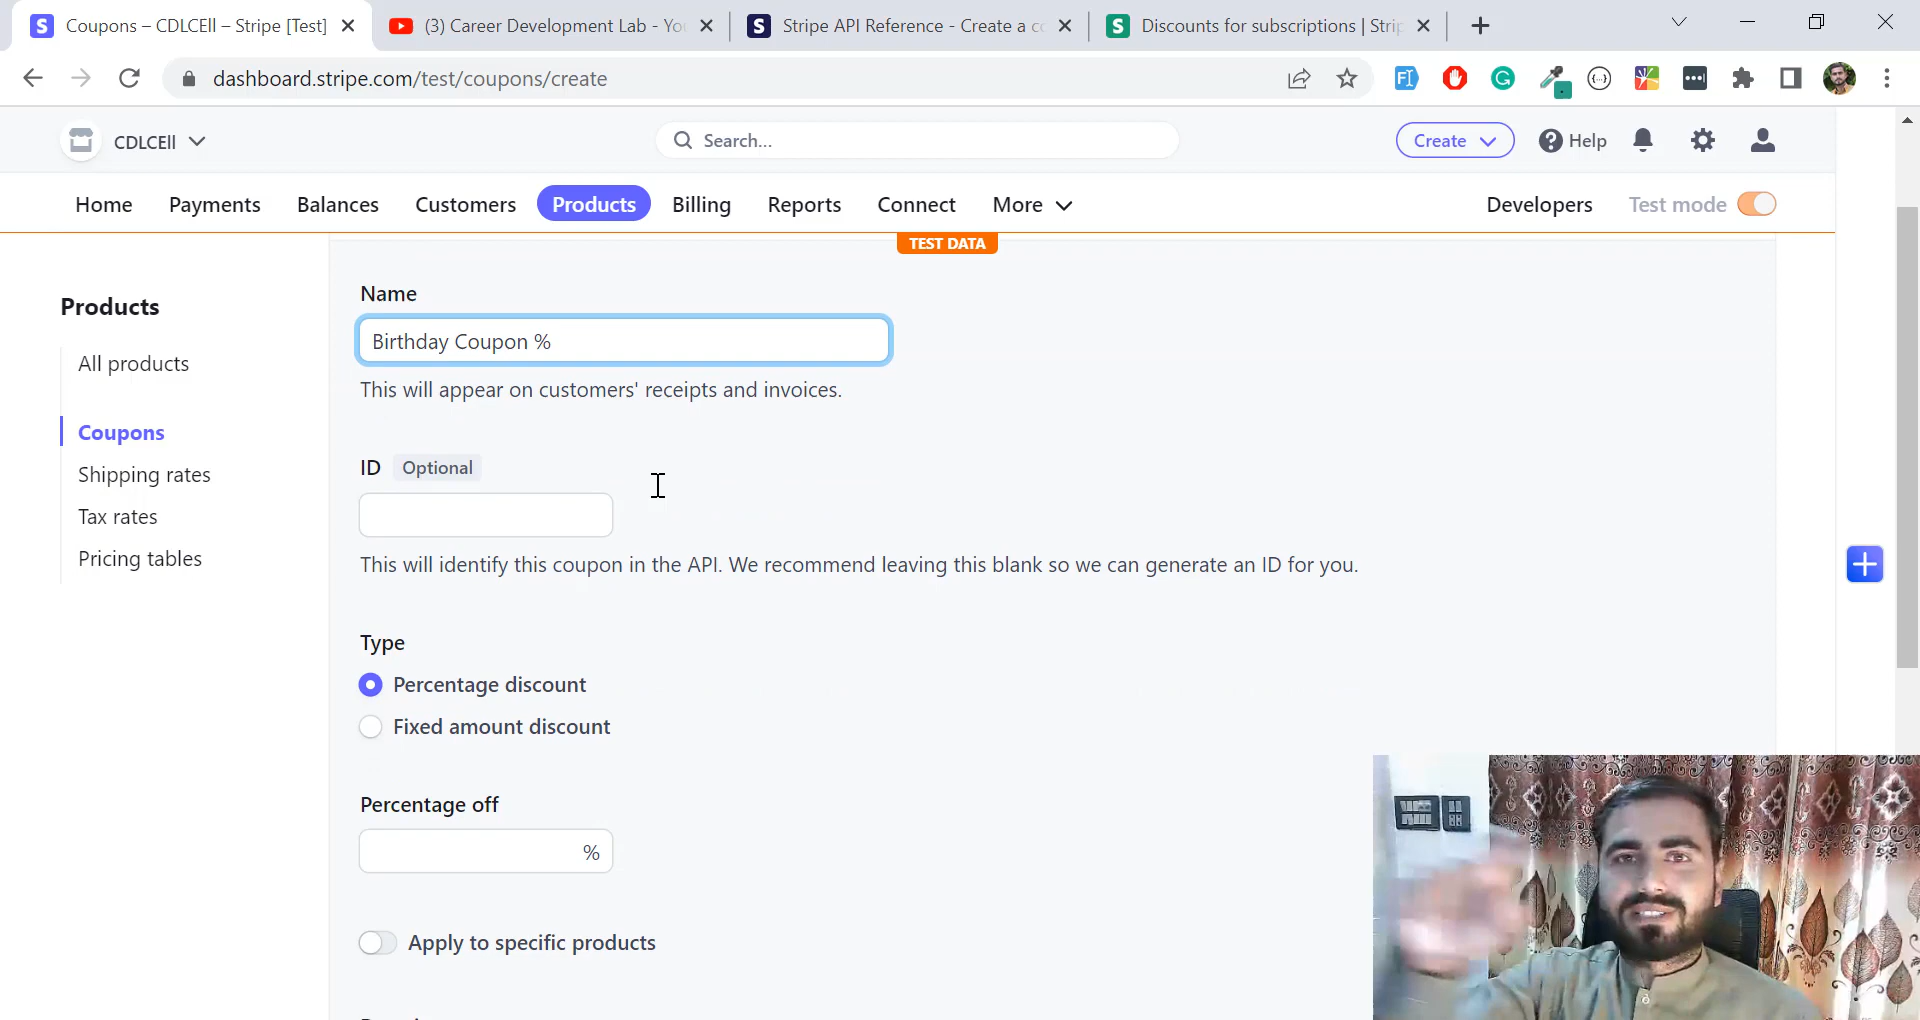 Coupons – CDLCEll – Stripe [Test]
(3) Career Development Lab - You
Stripe API Reference - Create a co
Discounts for subscriptions | Strip
dashboard.stripe.com/test/coupons/create
CDLCEll
Search...
Create
Help
Home
Payments
Balances
Customers
Products
Billing
Reports
Connect
More
Developers
Test mode
TEST DATA
Products
All products
Coupons
Shipping rates
Tax rates
Pricing tables
Name
Birthday Coupon %
This will appear on customers' receipts and invoices.
ID Optional
This will identify this coupon in the API. We recommend leaving this blank so we can generate an ID for you.
Type
Percentage discount
Fixed amount discount
Percentage off
%
Apply to specific products